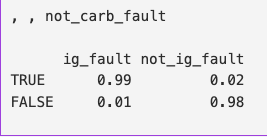 , , not_carb_fault
ig_fault not_ig_fault
TRUE 0.99 0.02
FALSE 0.01 0.98